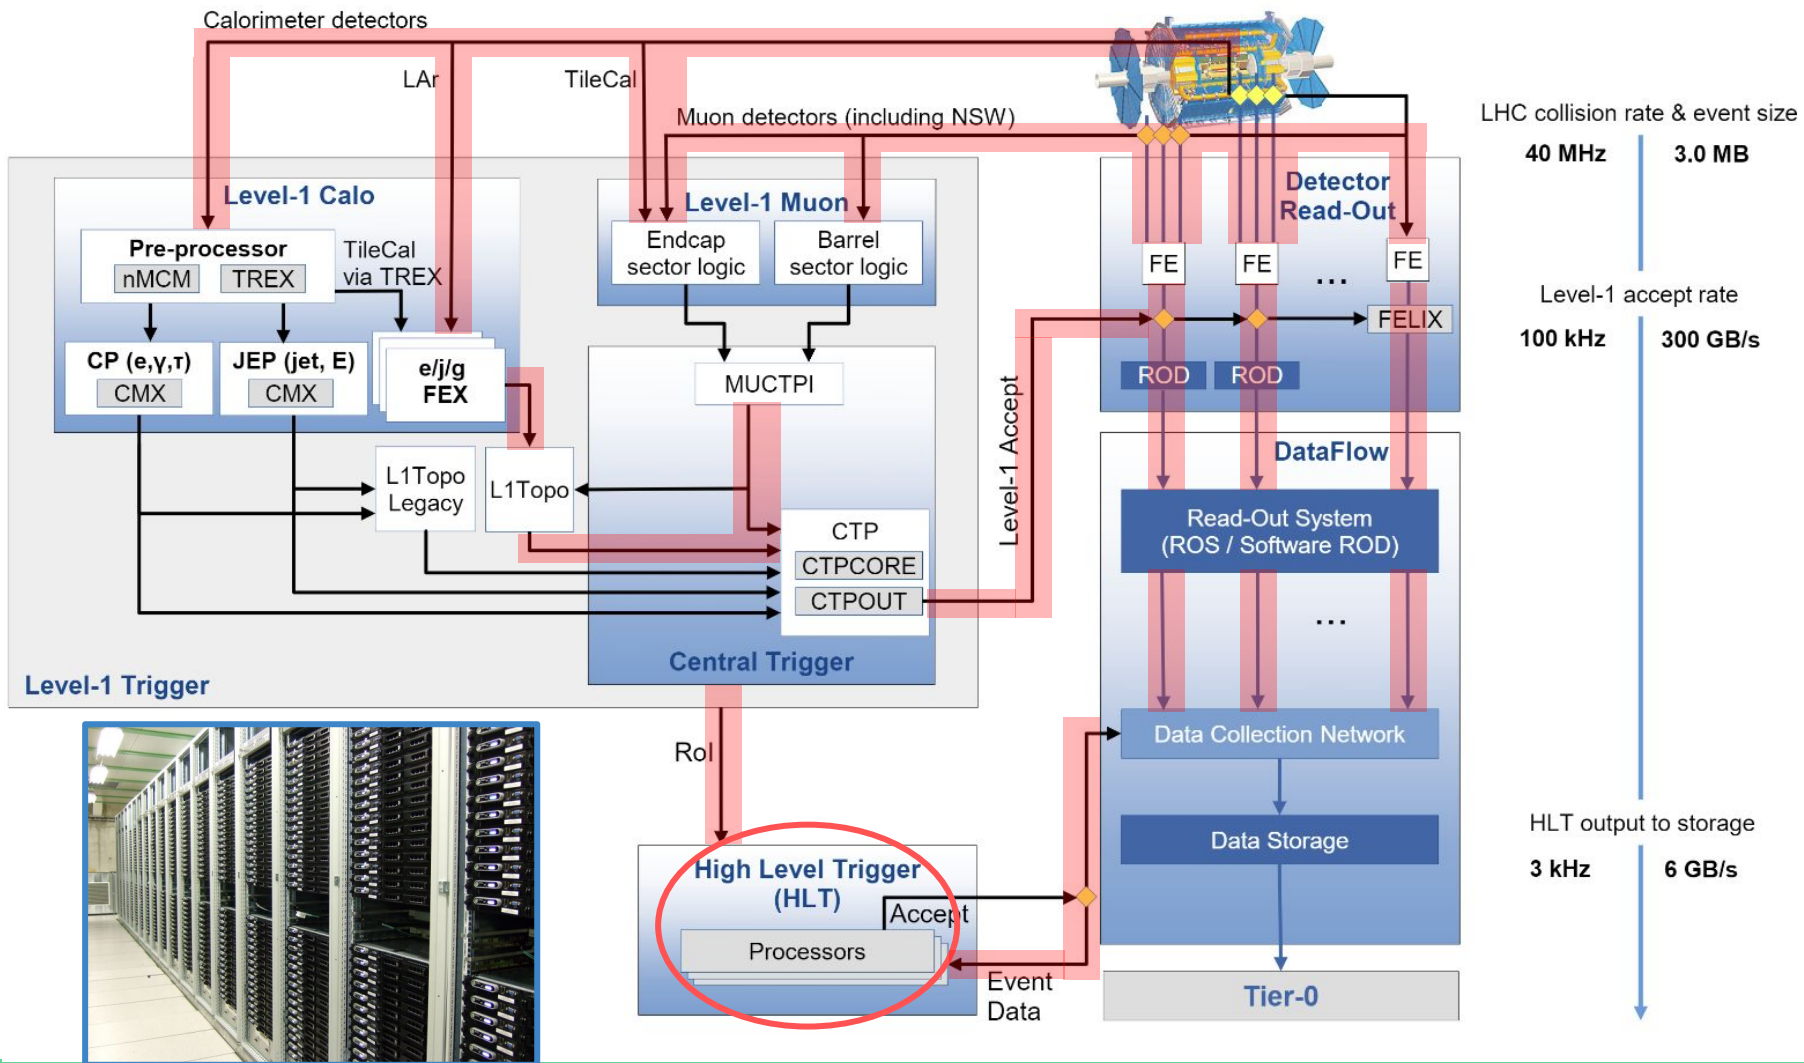 Calorimeter detectors
LAr
TileCal
Muon detectors (including NSW)
LHC collision rate & event size
40 MHz
3.0 MB
Level-1 Calo
Level-1 Muon
Detector
Read-Out
Pre-processor
nMCM
TREX
TileCal
via TREX
Endcap
sector logic
Barrel
sector logic
FE
FE
...
FE
FELIX
Level-1 accept rate
100 kHz
300 GB/s
CP (e,γ,τ)
CMX
JEP (jet, E)
CMX
e/j/g
FEX
MUCTPI
ROD
ROD
Level-1 Accept
DataFlow
L1Topo
Legacy
L1Topo
CTP
CTPCORE
CTPOUT
Read-Out System
(ROS / Software ROD)
...
Central Trigger
Level-1 Trigger
RoI
Data Collection Network
Data Storage
HLT output to storage
3 kHz
6 GB/s
High Level Trigger
(HLT)
Accept
Processors
Event
Data
Tier-0